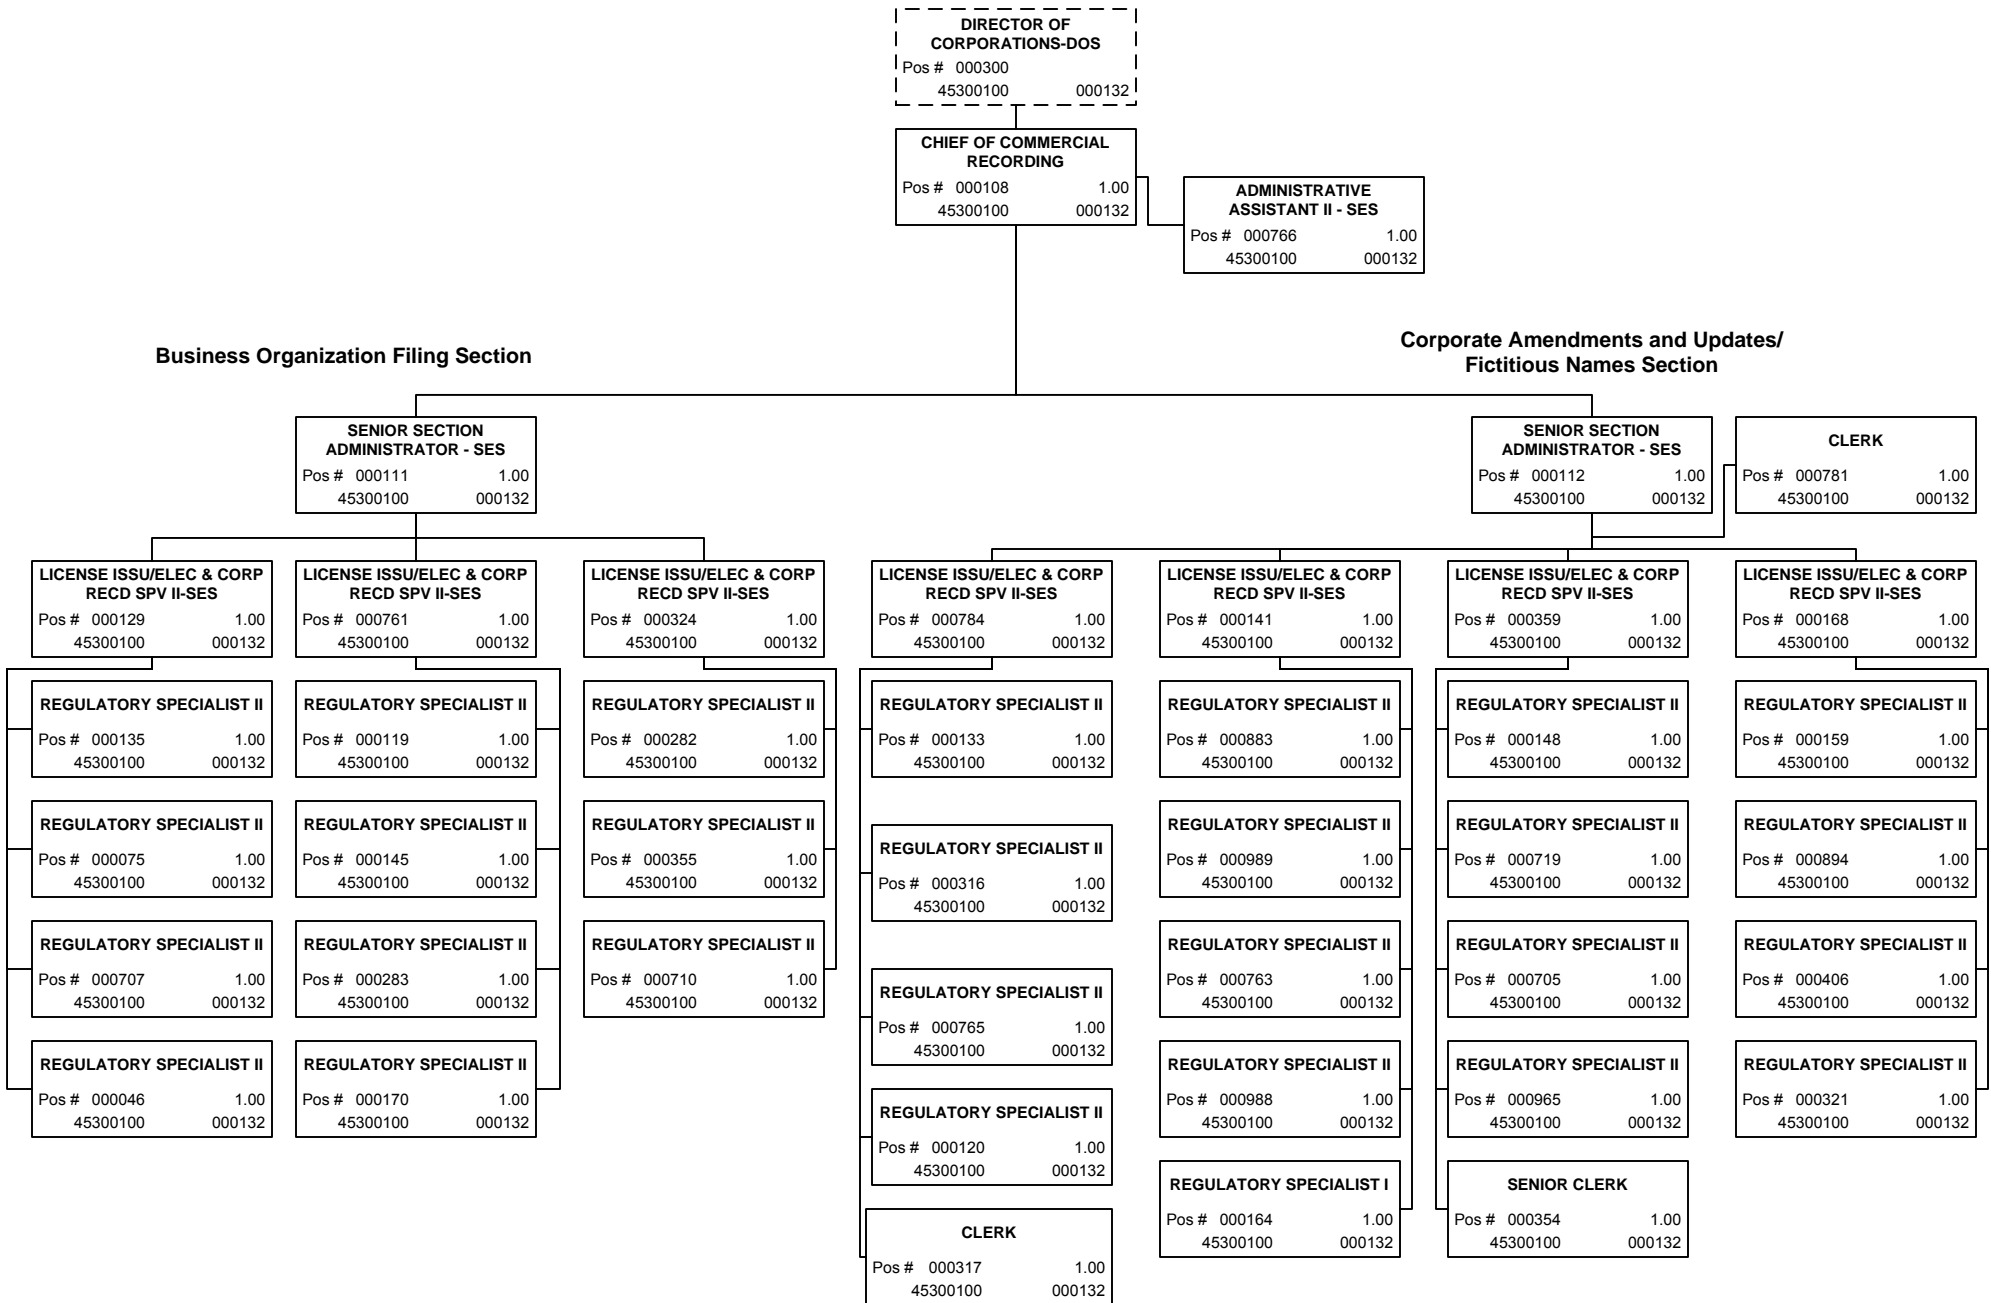 DIRECTOR OF
CORPORATIONS-DOS
Pos # 000300
45300100 000132
CHIEF OF COMMERCIAL
RECORDING
Pos # 000108 1.00
45300100 000132
ADMINISTRATIVE
ASSISTANT II - SES
Pos # 000766 1.00
45300100 000132
Business Organization Filing Section
Corporate Amendments and Updates/
Fictitious Names Section
SENIOR SECTION
ADMINISTRATOR - SES
Pos # 000111 1.00
45300100 000132
SENIOR SECTION
ADMINISTRATOR - SES
Pos # 000112 1.00
45300100 000132
CLERK
Pos # 000781 1.00
45300100 000132
LICENSE ISSU/ELEC & CORP
RECD SPV II-SES
Pos # 000129 1.00
45300100 000132
REGULATORY SPECIALIST II
Pos # 000135 1.00
45300100 000132
REGULATORY SPECIALIST II
Pos # 000075 1.00
45300100 000132
REGULATORY SPECIALIST II
Pos # 000707 1.00
45300100 000132
REGULATORY SPECIALIST II
Pos # 000046 1.00
45300100 000132
LICENSE ISSU/ELEC & CORP
RECD SPV II-SES
Pos # 000761 1.00
45300100 000132
REGULATORY SPECIALIST II
Pos # 000119 1.00
45300100 000132
REGULATORY SPECIALIST II
Pos # 000145 1.00
45300100 000132
REGULATORY SPECIALIST II
Pos # 000283 1.00
45300100 000132
REGULATORY SPECIALIST II
Pos # 000170 1.00
45300100 000132
LICENSE ISSU/ELEC & CORP
RECD SPV II-SES
Pos # 000324 1.00
45300100 000132
REGULATORY SPECIALIST II
Pos # 000282 1.00
45300100 000132
REGULATORY SPECIALIST II
Pos # 000355 1.00
45300100 000132
REGULATORY SPECIALIST II
Pos # 000710 1.00
45300100 000132
LICENSE ISSU/ELEC & CORP
RECD SPV II-SES
Pos # 000784 1.00
45300100 000132
REGULATORY SPECIALIST II
Pos # 000133 1.00
45300100 000132
REGULATORY SPECIALIST II
Pos # 000316 1.00
45300100 000132
REGULATORY SPECIALIST II
Pos # 000765 1.00
45300100 000132
REGULATORY SPECIALIST II
Pos # 000120 1.00
45300100 000132
CLERK
Pos # 000317 1.00
45300100 000132
LICENSE ISSU/ELEC & CORP
RECD SPV II-SES
Pos # 000141 1.00
45300100 000132
REGULATORY SPECIALIST II
Pos # 000883 1.00
45300100 000132
REGULATORY SPECIALIST II
Pos # 000989 1.00
45300100 000132
REGULATORY SPECIALIST II
Pos # 000763 1.00
45300100 000132
REGULATORY SPECIALIST II
Pos # 000988 1.00
45300100 000132
REGULATORY SPECIALIST I
Pos # 000164 1.00
45300100 000132
LICENSE ISSU/ELEC & CORP
RECD SPV II-SES
Pos # 000359 1.00
45300100 000132
REGULATORY SPECIALIST II
Pos # 000148 1.00
45300100 000132
REGULATORY SPECIALIST II
Pos # 000719 1.00
45300100 000132
REGULATORY SPECIALIST II
Pos # 000705 1.00
45300100 000132
REGULATORY SPECIALIST II
Pos # 000965 1.00
45300100 000132
SENIOR CLERK
Pos # 000354 1.00
45300100 000132
LICENSE ISSU/ELEC & CORP
RECD SPV II-SES
Pos # 000168 1.00
45300100 000132
REGULATORY SPECIALIST II
Pos # 000159 1.00
45300100 000132
REGULATORY SPECIALIST II
Pos # 000894 1.00
45300100 000132
REGULATORY SPECIALIST II
Pos # 000406 1.00
45300100 000132
REGULATORY SPECIALIST II
Pos # 000321 1.00
45300100 000132